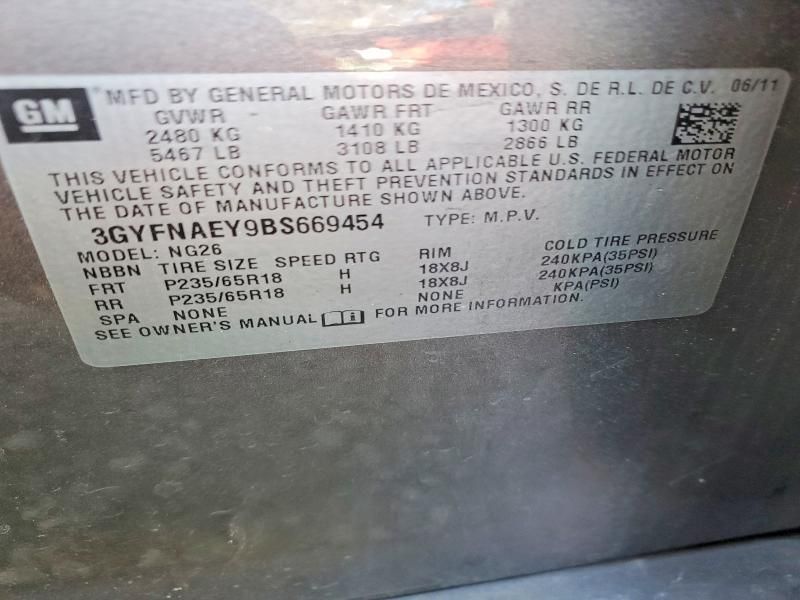 GM
MFD BY GENERAL MOTORS DE MEXICO, S. DE R.L. DE C.V. 06/11
GVWR GAWR FRT GAWR RR
2480 KG 1410 KG 1300 KG
5467 LB 3108 LB 2866 LB
THIS VEHICLE CONFORMS TO ALL APPLICABLE U.S. FEDERAL MOTOR
VEHICLE SAFETY AND THEFT PREVENTION STANDARDS IN EFFECT ON
THE DATE OF MANUFACTURE SHOWN ABOVE.
3GYFNAEY9BS669454 TYPE: M.P.V.
MODEL: NG26
NBBN TIRE SIZE SPEED RTG RIM COLD TIRE PRESSURE
FRT P235/65R18 H 18X8J 240KPA(35PSI)
RR P235/65R18 H 18X8J 240KPA(35PSI)
SPA NONE NONE KPA(PSI)
SEE OWNER'S MANUAL FOR MORE INFORMATION.